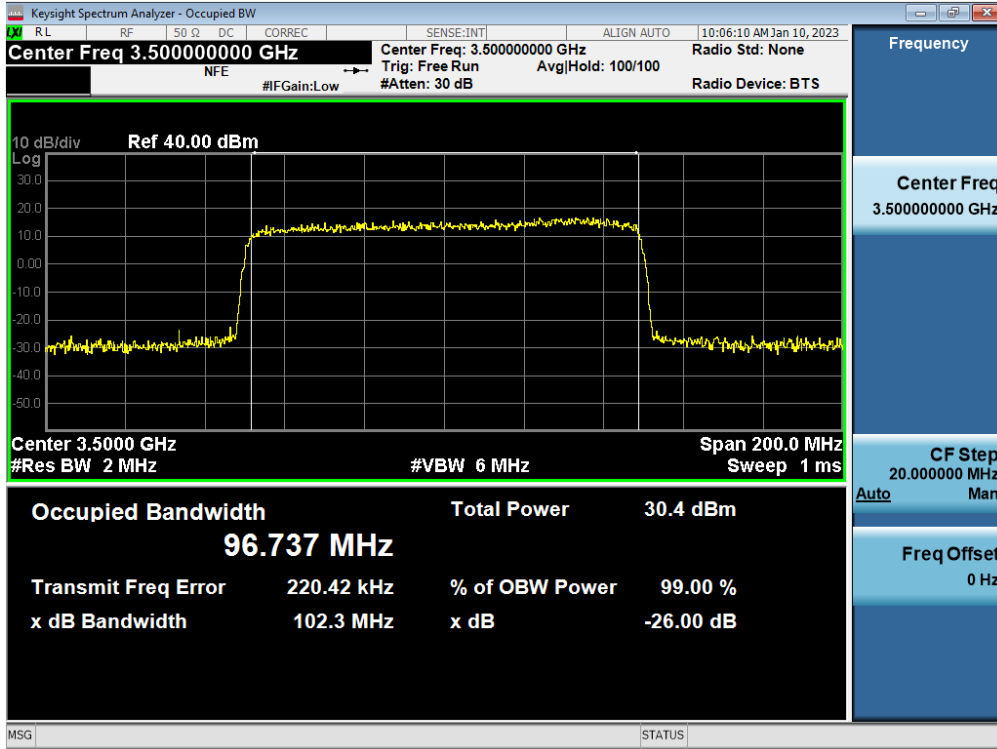 Keysight Spectrum Analyzer - Occupied BW
LXI RL RF 50 Ω DC CORREC SENSE:INT ALIGN AUTO 10:06:10 AM Jan 10, 2023
Center Freq 3.500000000 GHz
NFE
#IFGain:Low
Center Freq: 3.500000000 GHz
Trig: Free Run Avg|Hold: 100/100
#Atten: 30 dB
Radio Std: None
Radio Device: BTS
Frequency
10 dB/div Ref 40.00 dBm
Log
30.0
20.0
10.0
0.00
-10.0
-20.0
-30.0
-40.0
-50.0
Center 3.5000 GHz Span 200.0 MHz
#Res BW 2 MHz #VBW 6 MHz Sweep 1 ms
Center Freq
3.500000000 GHz
CF Step
20.000000 MHz
Auto Man
Freq Offset
0 Hz
Occupied Bandwidth Total Power 30.4 dBm
96.737 MHz
Transmit Freq Error 220.42 kHz % of OBW Power 99.00 %
x dB Bandwidth 102.3 MHz x dB -26.00 dB
MSG STATUS